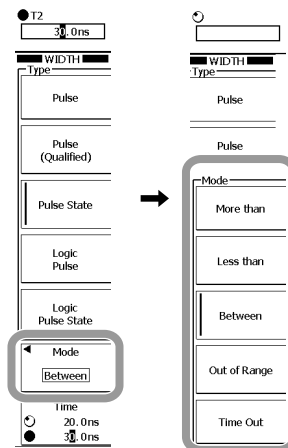 T2
30.0ns
WIDTH
Type
Pulse
Pulse
(Qualified)
Pulse State
Logic
Pulse
Logic
Pulse State
Mode
Between
Time
20.0ns
30.0ns
WIDTH
Type
Pulse
Pulse
Mode
More than
Less than
Between
Out of Range
Time Out